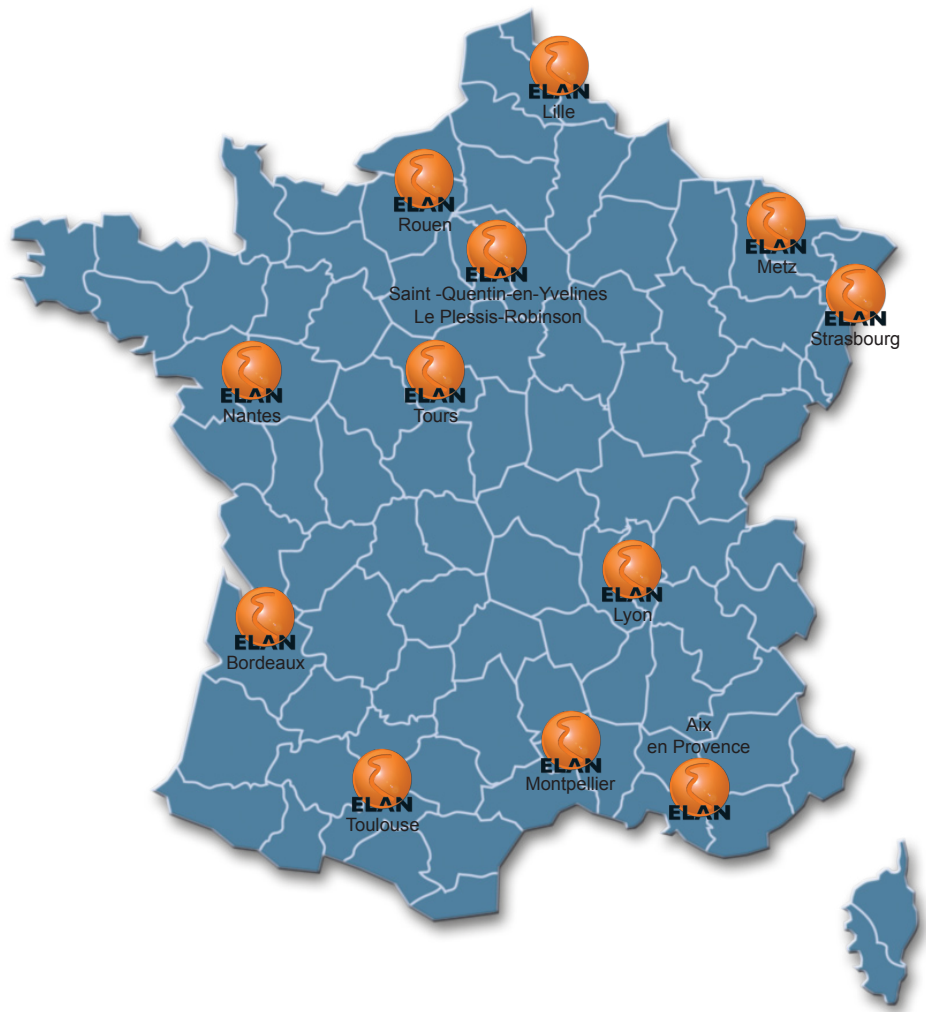 ELAN
Lille
ELAN
Rouen
ELAN
Metz
ELAN
Saint -Quentin-en-Yvelines
Le Plessis-Robinson
ELAN
Strasbourg
ELAN
Nantes
ELAN
Tours
ELAN
Lyon
ELAN
Bordeaux
Aix
en Provence
ELAN
ELAN
Montpellier
ELAN
Toulouse